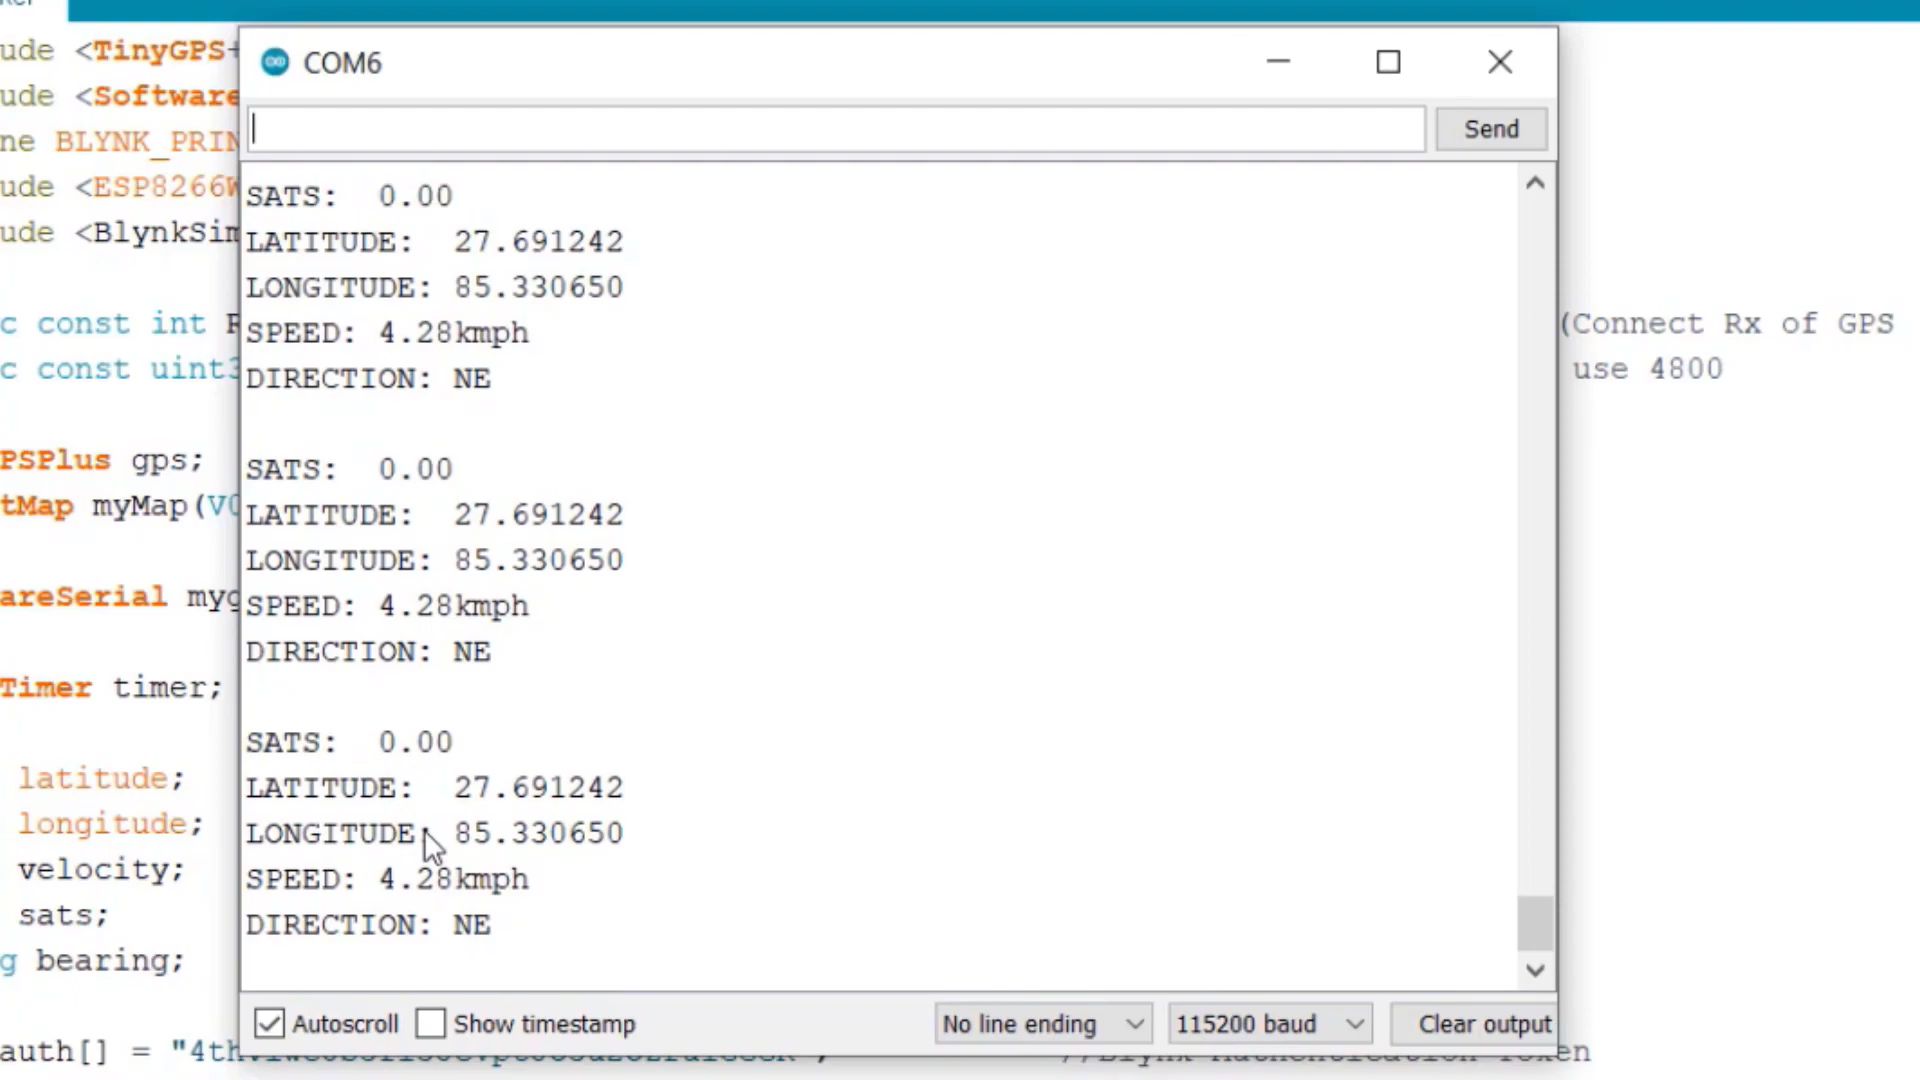 COM6
Send
SATS:  0.00
LATITUDE:  27.691242
LONGITUDE: 85.330650
SPEED: 4.28kmph
DIRECTION: NE
SATS:  0.00
LATITUDE:  27.691242
LONGITUDE: 85.330650
SPEED: 4.28kmph
DIRECTION: NE
SATS:  0.00
LATITUDE:  27.691242
LONGITUDE: 85.330650
SPEED: 4.28kmph
DIRECTION: NE
Autoscroll Show timestamp No line ending 115200 baud Clear output
ude <TinyGPS+
ude <Software
ne BLYNK_PRIN
ude <ESP8266W
ude <BlynkSim
c const int R (Connect Rx of GPS
c const uint3 use 4800
PSPlus gps;
tMap myMap(V0
areSerial myg
Timer timer;
latitude;
longitude;
velocity;
sats;
g bearing;
auth[] = "4th //Blynk Authentication Token